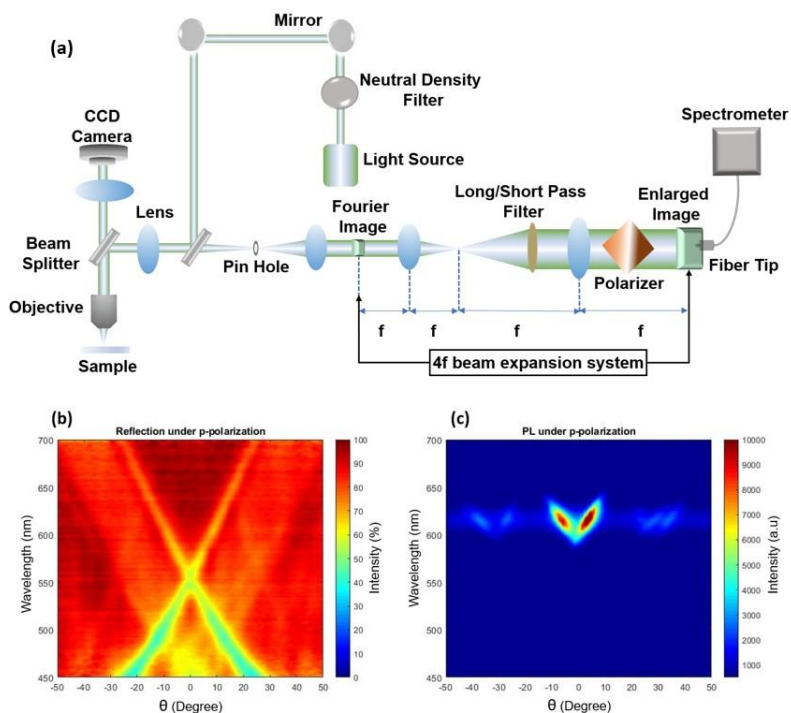 (a)
Mirror
Neutral Density
Filter
Light Source
CCD
Camera
Lens
Beam
Splitter
Objective
Sample
Pin Hole
Fourier
Image
Long/Short Pass
Filter
Spectrometer
Enlarged
Image
Polarizer
Fiber Tip
f
f
f
f
4f beam expansion system
(b)
Reflection under p-polarization
700
650
600
550
500
450
Wavelength (nm)
-50 -40 -30 -20 -10 0 10 20 30 40 50
θ (Degree)
100
90
80
70
60
50
40
30
20
10
0
Intensity (%)
(c)
PL under p-polarization
700
650
600
550
500
450
Wavelength (nm)
-50 -40 -30 -20 -10 0 10 20 30 40 50
θ (Degree)
10000
9000
8000
7000
6000
5000
4000
3000
2000
1000
Intensity (a.u)